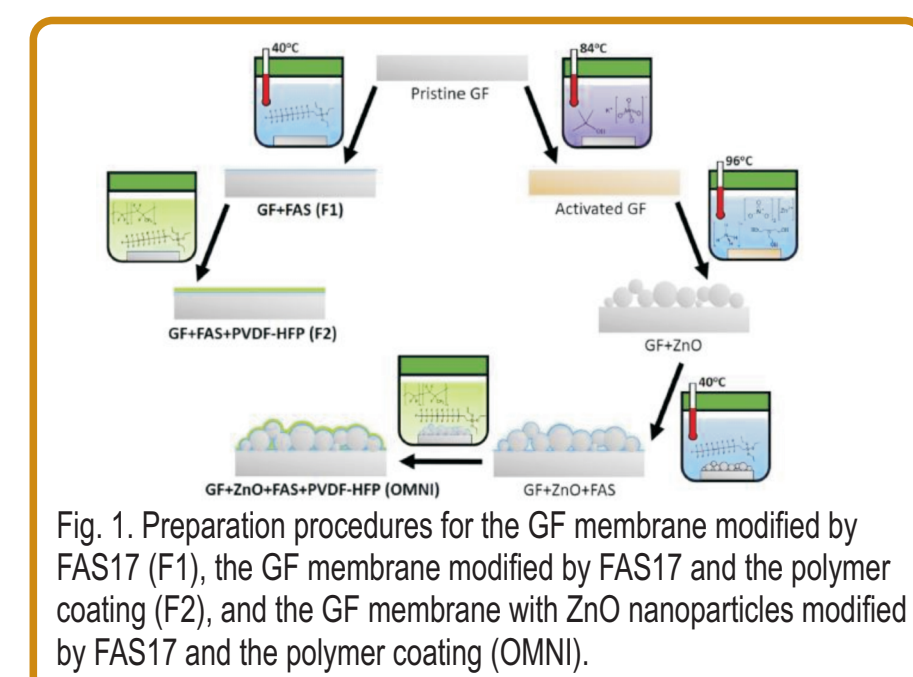 40°C
84°C
Pristine GF
96°C
GF+FAS (F1)
Activated GF
GF+FAS+PVDF-HFP (F2)
GF+ZnO
40°C
GF+ZnO+FAS+PVDF-HFP (OMNI)
GF+ZnO+FAS
Fig. 1. Preparation procedures for the GF membrane modified by
FAS17 (F1), the GF membrane modified by FAS17 and the polymer
coating (F2), and the GF membrane with ZnO nanoparticles modified
by FAS17 and the polymer coating (OMNI).